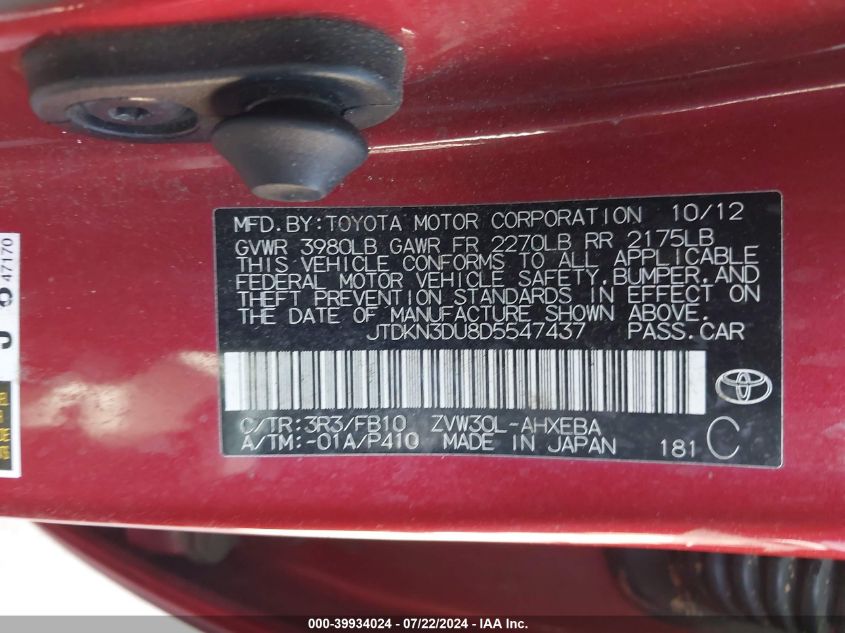 MFD.BY:TOYOTA MOTOR CORPORATION 10/12
GVWR 3980LB GAWR FR 2270LB RR 2175LB
THIS VEHICLE CONFORMS TO ALL APPLICABLE
FEDERAL MOTOR VEHICLE SAFETY,BUMPER,AND
THEFT PREVENTION STANDARDS IN EFFECT ON
THE DATE OF MANUFACTURE SHOWN ABOVE.
JTDKN3DU8D5547437 PASS.CAR
C/TR:3R3/FB10 ZVW30L-AHXEBA
A/TM:-01A/P410 MADE IN JAPAN 181 C
47170
000-39934024 / 07/22/2024 / IAA Inc.